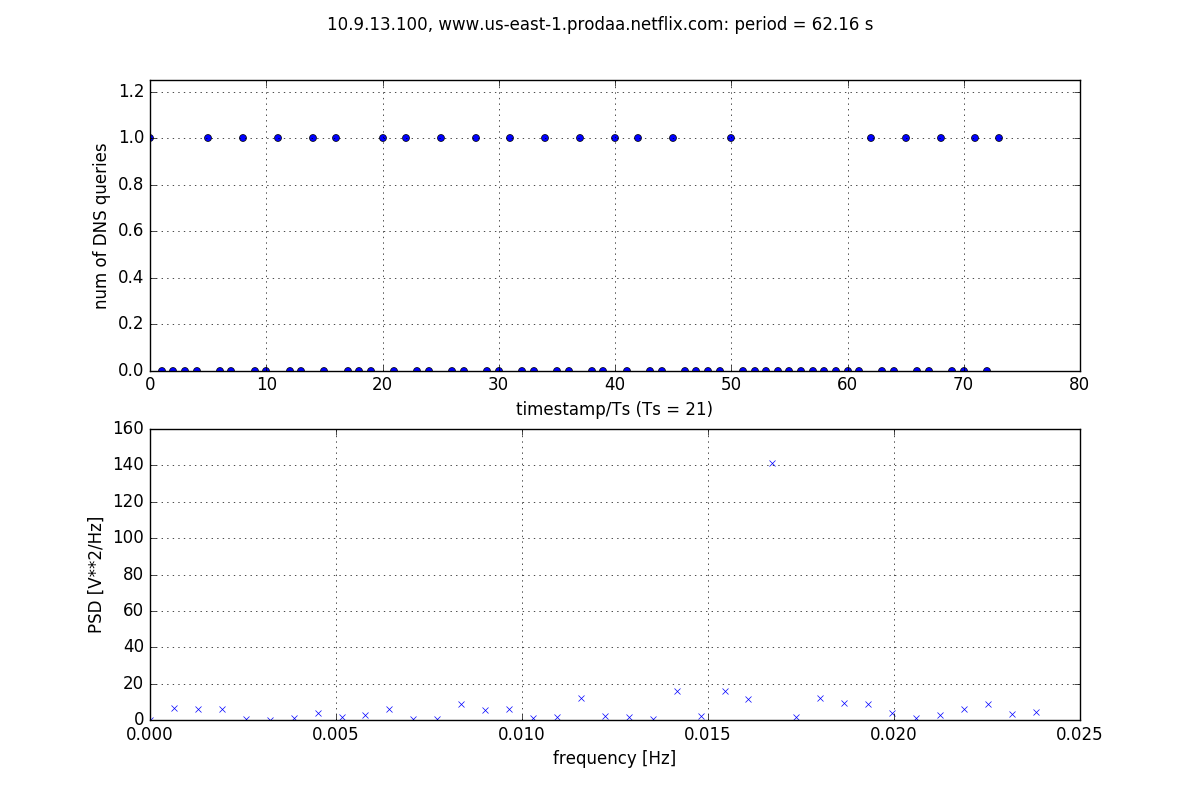 10.9.13.100, www.us-east-1.prodaa.netflix.com: period = 62.16 s
1.2
1.0
0.8
0.6
0.4
0.2
0.0
num of DNS queries
0 10 20 30 40 50 60 70 80
timestamp/Ts (Ts = 21)
160
140
120
100
80
60
40
20
0
PSD [V**2/Hz]
0.000 0.005 0.010 0.015 0.020 0.025
frequency [Hz]